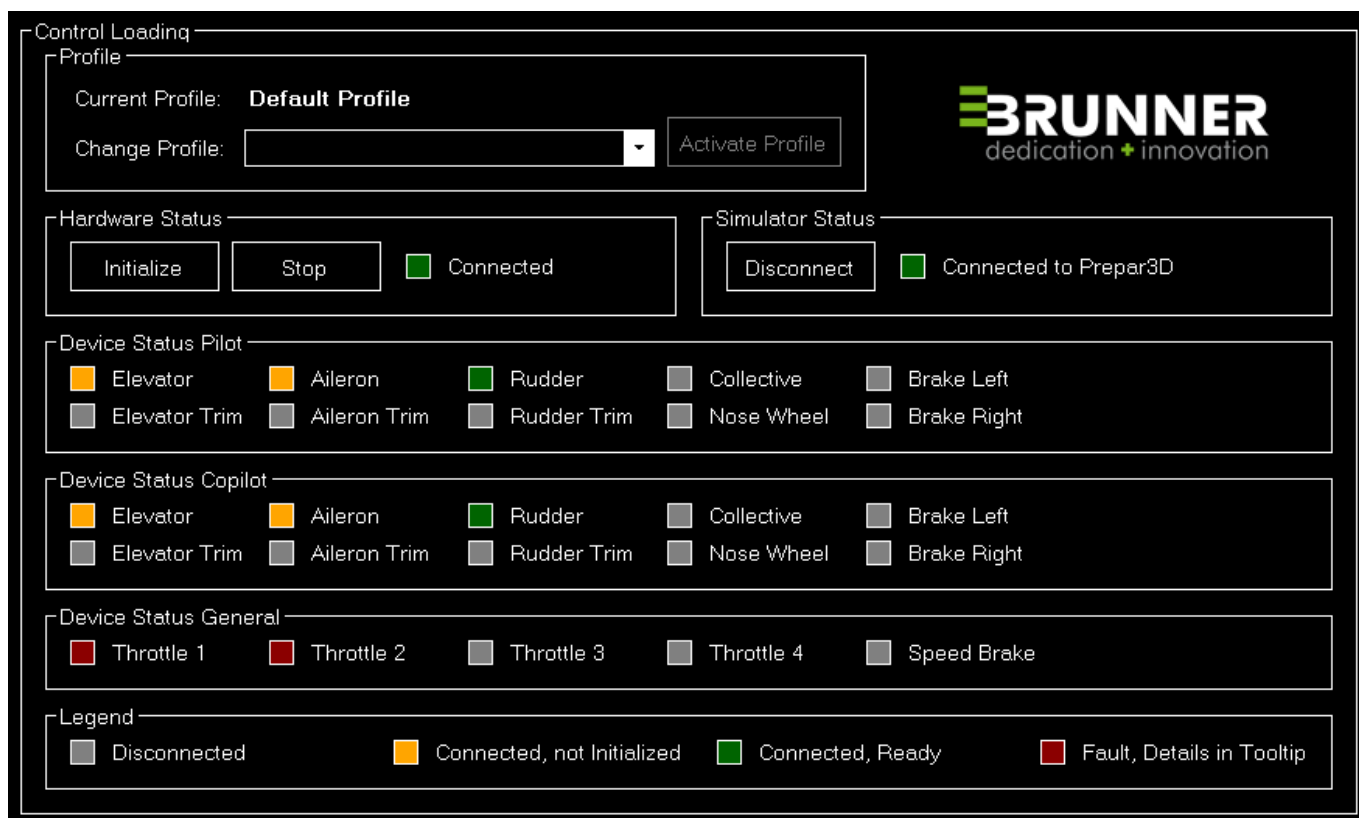 Control Loading
Profile
Current Profile: Default Profile
Change Profile: Activate Profile
BRUNNER
dedication + innovation
Hardware Status
Initialize Stop Connected
Simulator Status
Disconnect Connected to Prepar3D
Device Status Pilot
Elevator Aileron Rudder Collective Brake Left
Elevator Trim Aileron Trim Rudder Trim Nose Wheel Brake Right
Device Status Copilot
Elevator Aileron Rudder Collective Brake Left
Elevator Trim Aileron Trim Rudder Trim Nose Wheel Brake Right
Device Status General
Throttle 1 Throttle 2 Throttle 3 Throttle 4 Speed Brake
Legend
Disconnected Connected, not Initialized Connected, Ready Fault, Details in Tooltip